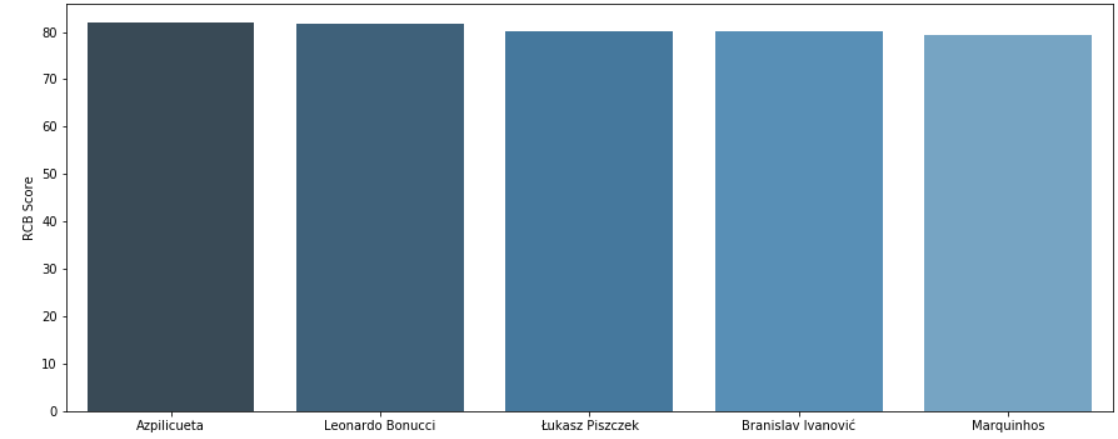 80
70
60
50
40
30
20
10
0
RCB Score
Azpilicueta
Leonardo Bonucci
Łukasz Piszczek
Branislav Ivanović
Marquinhos